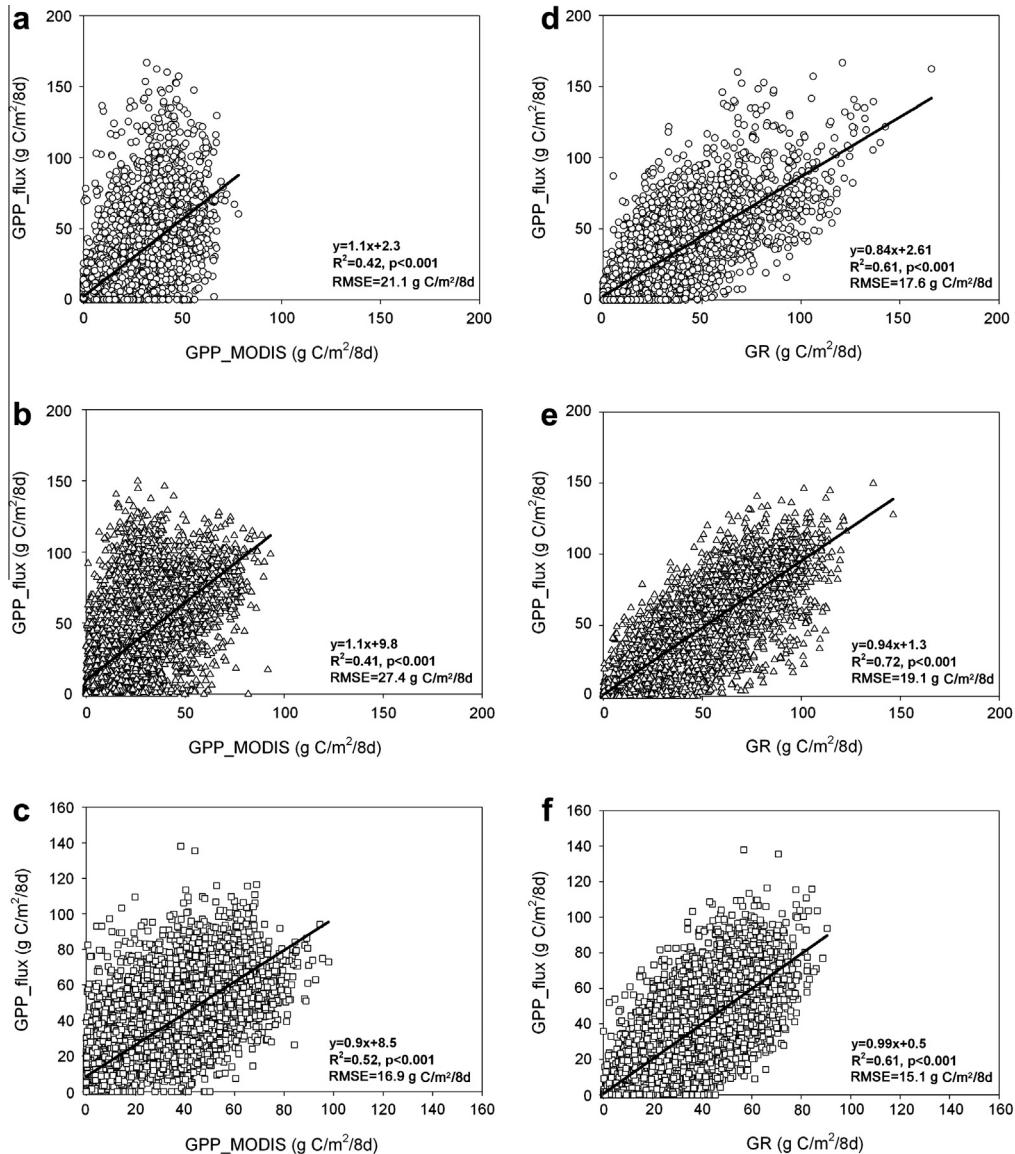 a
200
150
100
50
0
GPP_flux (g C/m²/8d)
y=1.1x+2.3
R²=0.42, p<0.001
RMSE=21.1 g C/m²/8d
0 50 100 150 200
GPP_MODIS (g C/m²/8d)
d
200
150
100
50
0
GPP_flux (g C/m²/8d)
y=0.84x+2.61
R²=0.61, p<0.001
RMSE=17.6 g C/m²/8d
0 50 100 150 200
GR (g C/m²/8d)
b
200
150
100
50
0
GPP_flux (g C/m²/8d)
y=1.1x+9.8
R²=0.41, p<0.001
RMSE=27.4 g C/m²/8d
0 50 100 150 200
GPP_MODIS (g C/m²/8d)
e
200
150
100
50
0
GPP_flux (g C/m²/8d)
y=0.94x+1.3
R²=0.72, p<0.001
RMSE=19.1 g C/m²/8d
0 50 100 150 200
GR (g C/m²/8d)
c
160
140
120
100
80
60
40
20
0
GPP_flux (g C/m²/8d)
y=0.9x+8.5
R²=0.52, p<0.001
RMSE=16.9 g C/m²/8d
0 20 40 60 80 100 120 140 160
GPP_MODIS (g C/m²/8d)
f
160
140
120
100
80
60
40
20
0
GPP_flux (g C/m²/8d)
y=0.99x+0.5
R²=0.61, p<0.001
RMSE=15.1 g C/m²/8d
0 20 40 60 80 100 120 140 160
GR (g C/m²/8d)